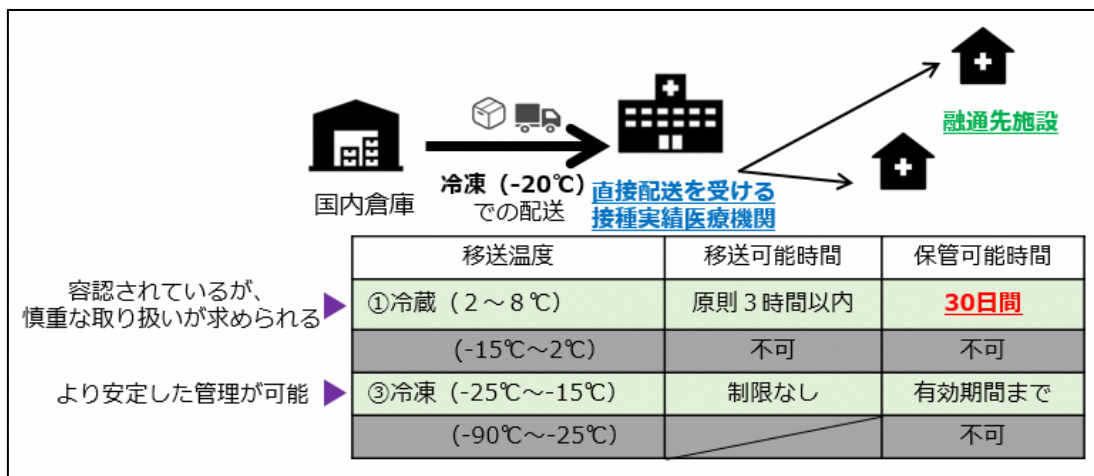 融通先施設
国内倉庫
冷凍（-20℃）
での配送
直接配送を受ける
接種実績医療機関
移送温度 移送可能時間 保管可能時間
容認されているが、
慎重な取り扱いが求められる
①冷蔵（２～８℃） 原則３時間以内 30日間
(-15℃～2℃) 不可 不可
より安定した管理が可能
③冷凍（-25℃～-15℃） 制限なし 有効期間まで
(-90℃～-25℃) 不可